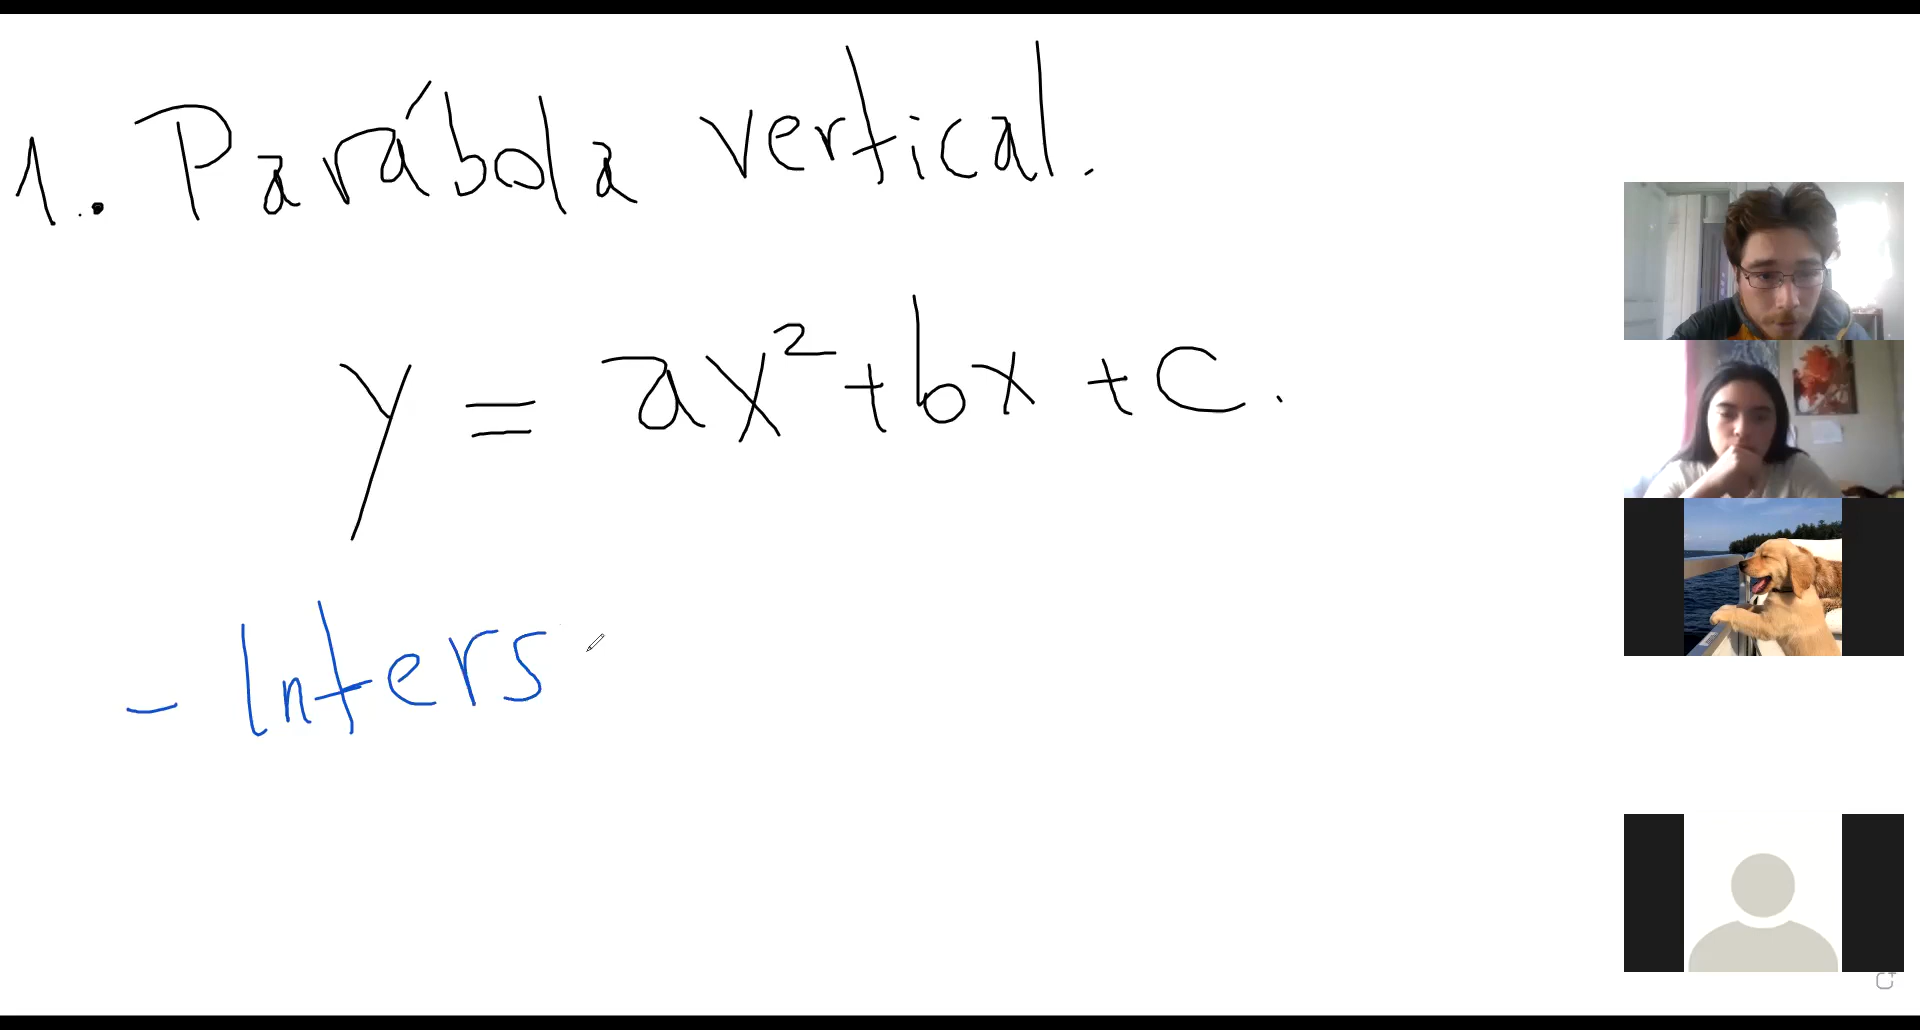 1. Parábola vertical.
y = ax²+bx +c.
- Inters